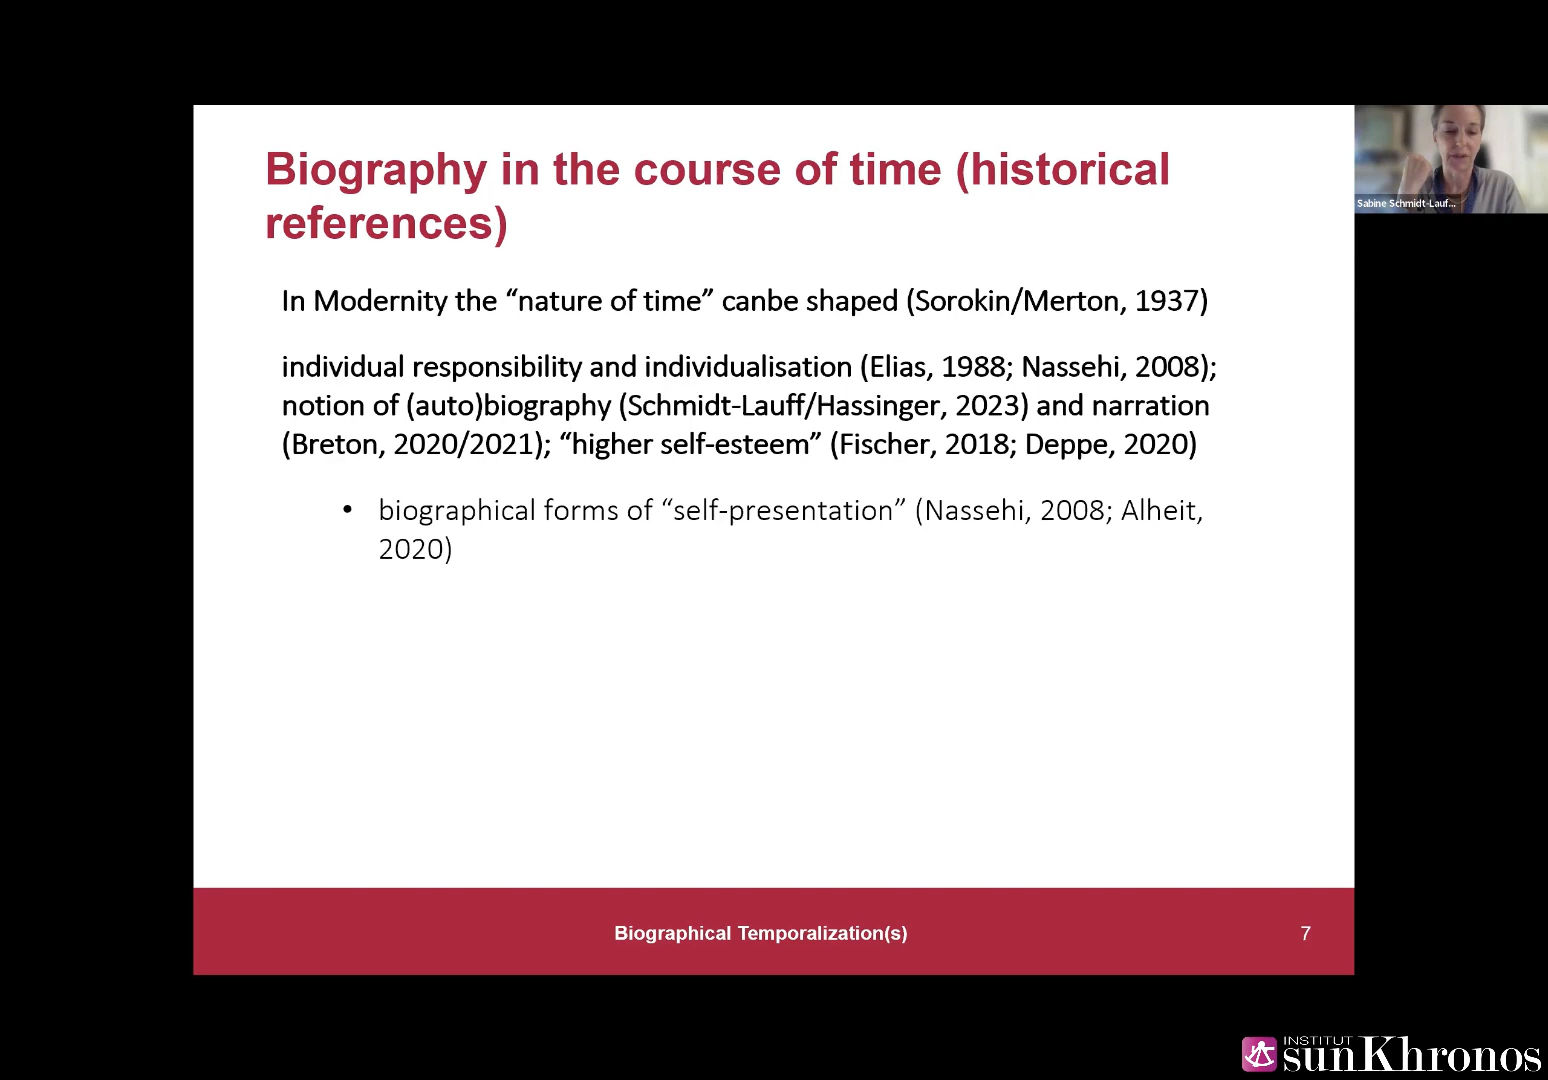 Biography in the course of time (historical
references)
In Modernity the “nature of time” canbe shaped (Sorokin/Merton, 1937)
individual responsibility and individualisation (Elias, 1988; Nassehi, 2008);
notion of (auto)biography (Schmidt-Lauff/Hassinger, 2023) and narration
(Breton, 2020/2021); “higher self-esteem” (Fischer, 2018; Deppe, 2020)
• biographical forms of “self-presentation” (Nassehi, 2008; Alheit,
2020)
Biographical Temporalization(s)
7
Sabine Schmidt-Lauf...
INSTITUT
sunKhronos